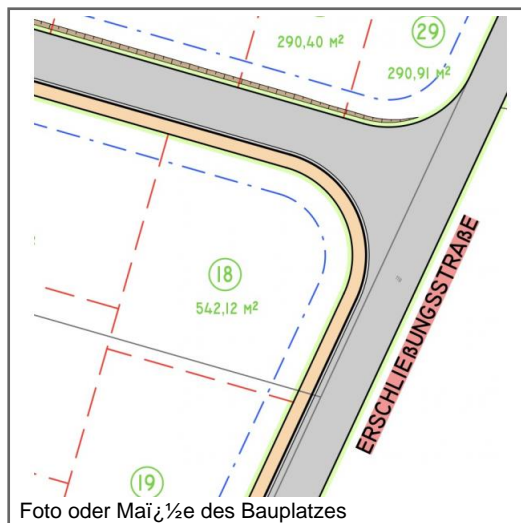 29
290,40 M²
290,91 M²
18
542,12 M²
ERSCHLIEßUNGSSTRAßE
19
Foto oder Maï¿½e des Bauplatzes